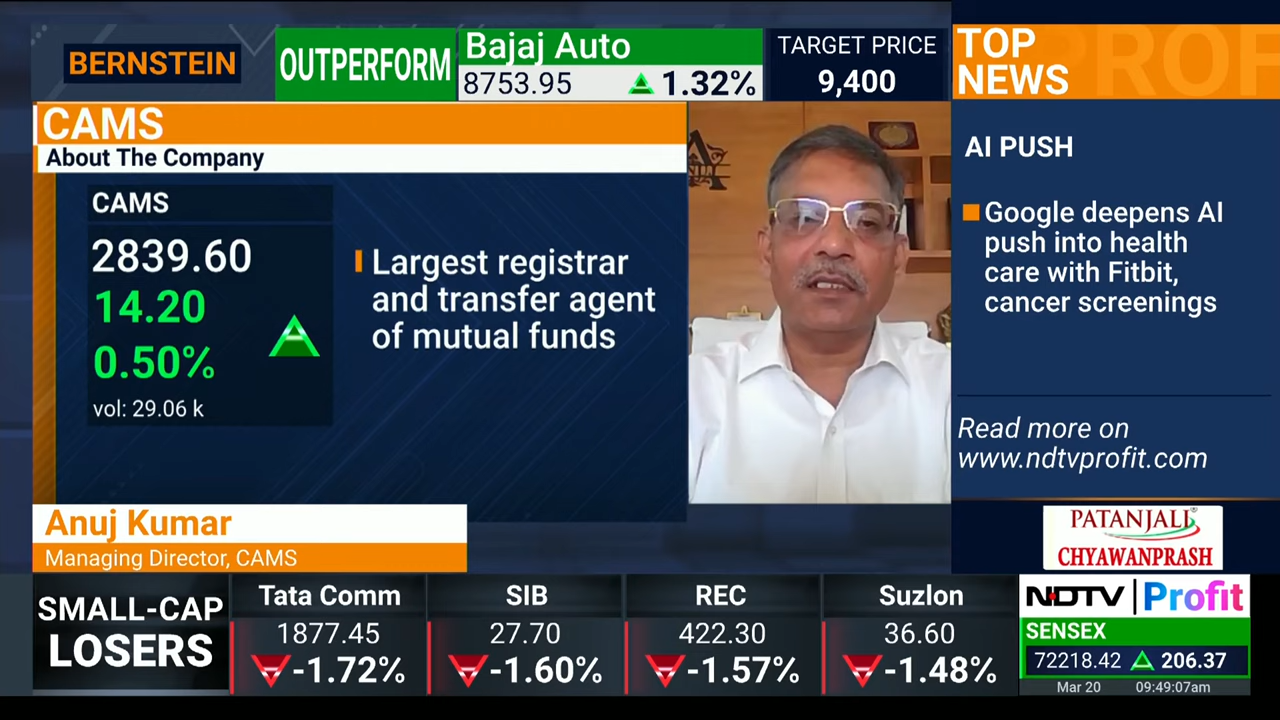 BERNSTEIN
OUTPERFORM
Bajaj Auto
8753.95 1.32%
TARGET PRICE
9,400
TOP
NEWS
CAMS
About The Company
CAMS
2839.60
14.20
0.50%
vol: 29.06 k
Largest registrar
and transfer agent
of mutual funds
AI PUSH
Google deepens AI
push into health
care with Fitbit,
cancer screenings
Read more on
www.ndtvprofit.com
Anuj Kumar
Managing Director, CAMS
PATANJALI
CHYAWANPRASH
SMALL-CAP
LOSERS
Tata Comm
1877.45
-1.72%
SIB
27.70
-1.60%
REC
422.30
-1.57%
Suzlon
36.60
-1.48%
NDTV Profit
SENSEX
72218.42 206.37
Mar 20 09:49:07am